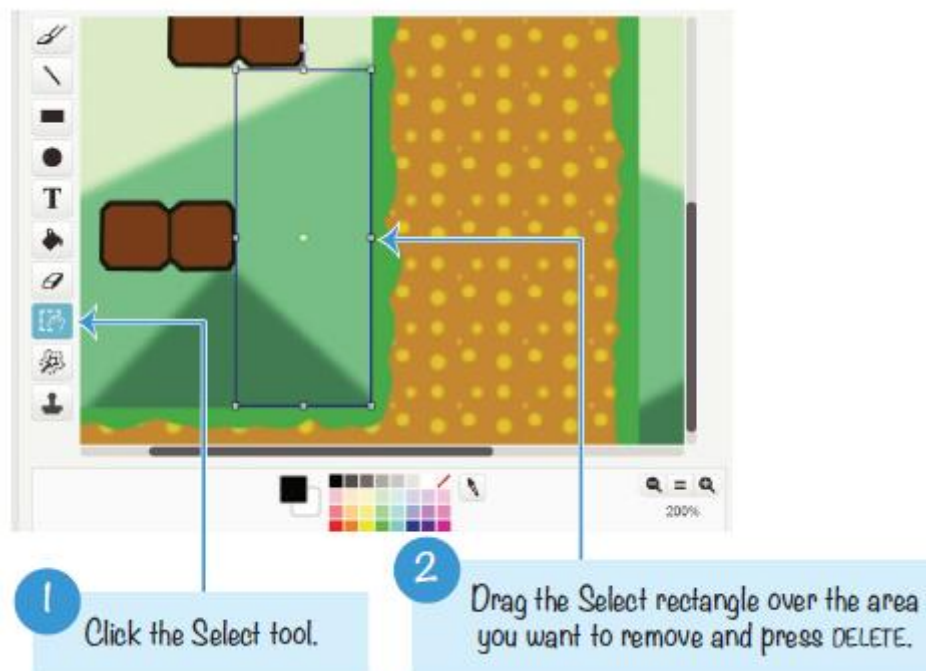 T
200%
1
Click the Select tool.
2
Drag the Select rectangle over the area
you want to remove and press DELETE.